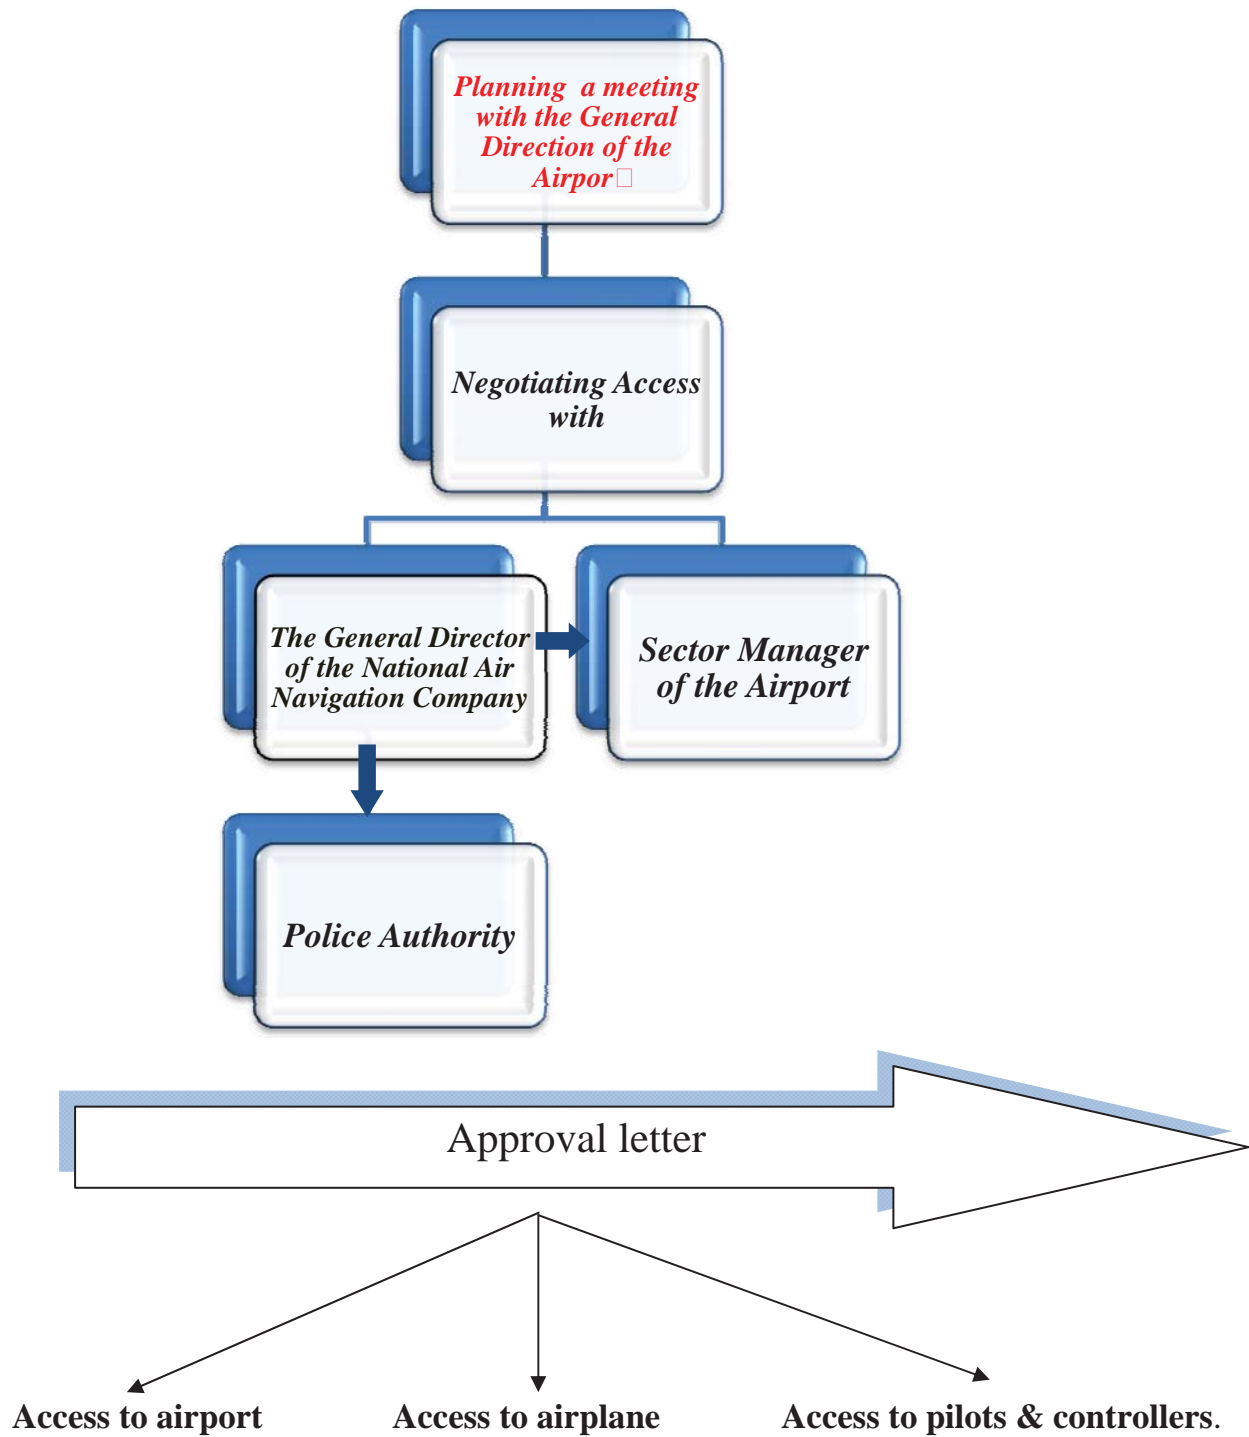 Planning a meeting
with the General
Direction of the
Airpor□
Negotiating Access
with
The General Director
of the National Air
Navigation Company
Sector Manager
of the Airport
Police Authority
Approval letter
Access to airport
Access to airplane
Access to pilots & controllers.